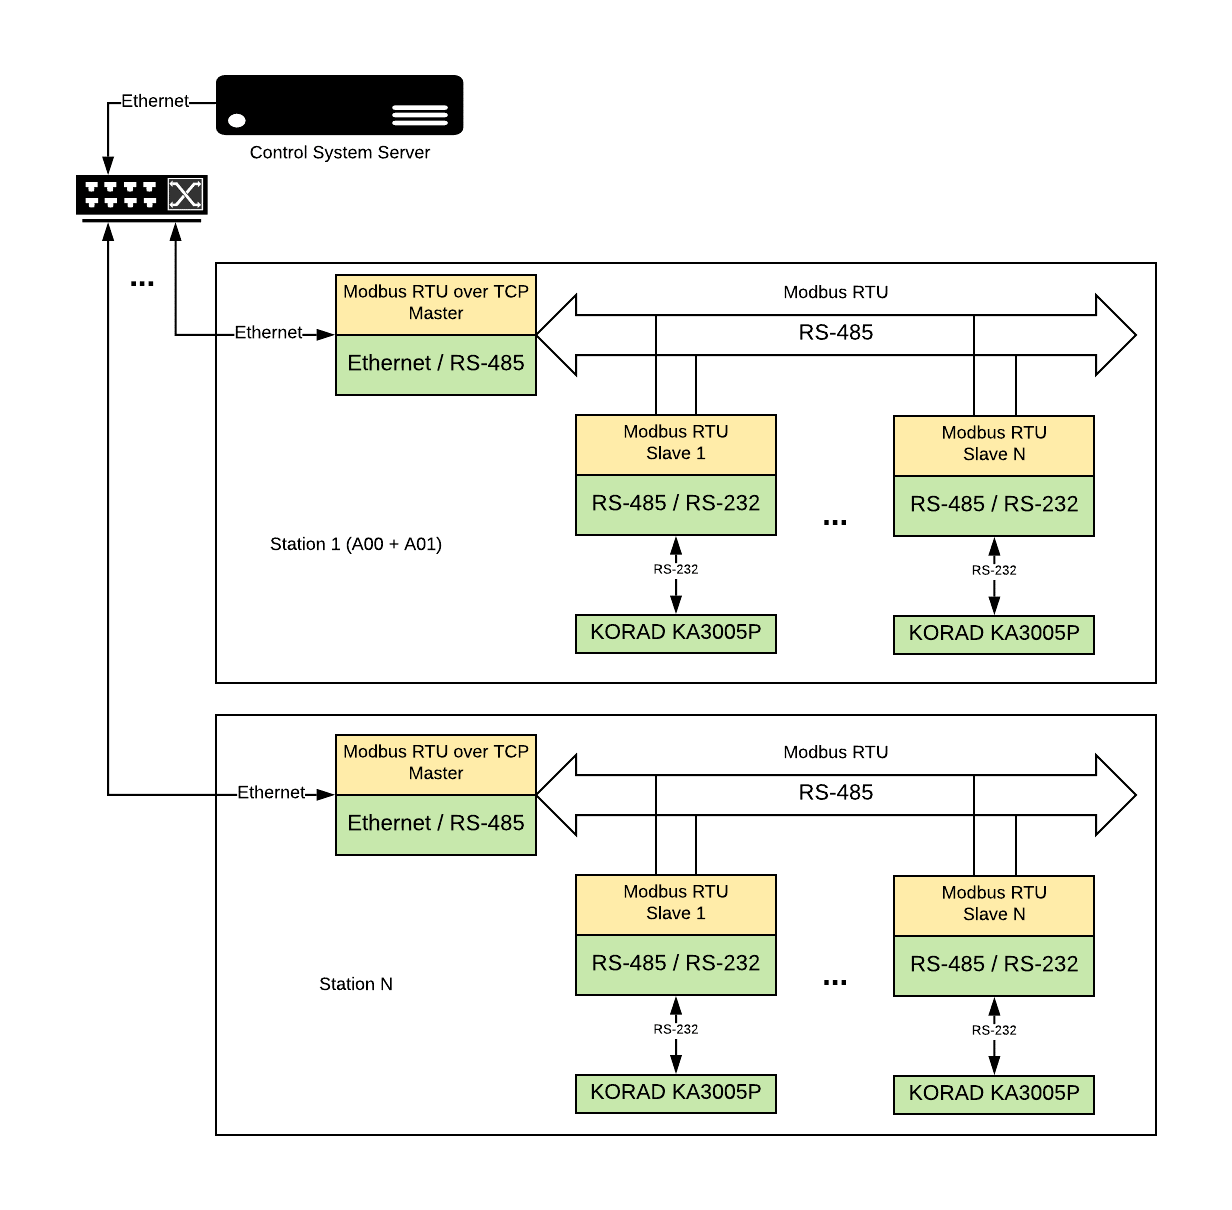 Ethernet
Control System Server
...
Modbus RTU over TCP
Master
Ethernet / RS-485
Ethernet
Modbus RTU
RS-485
Modbus RTU
Slave 1
RS-485 / RS-232
...
Modbus RTU
Slave N
RS-485 / RS-232
Station 1 (A00 + A01)
RS-232
RS-232
KORAD KA3005P
KORAD KA3005P
Modbus RTU over TCP
Master
Ethernet / RS-485
Ethernet
Modbus RTU
RS-485
Modbus RTU
Slave 1
RS-485 / RS-232
...
Modbus RTU
Slave N
RS-485 / RS-232
Station N
RS-232
RS-232
KORAD KA3005P
KORAD KA3005P